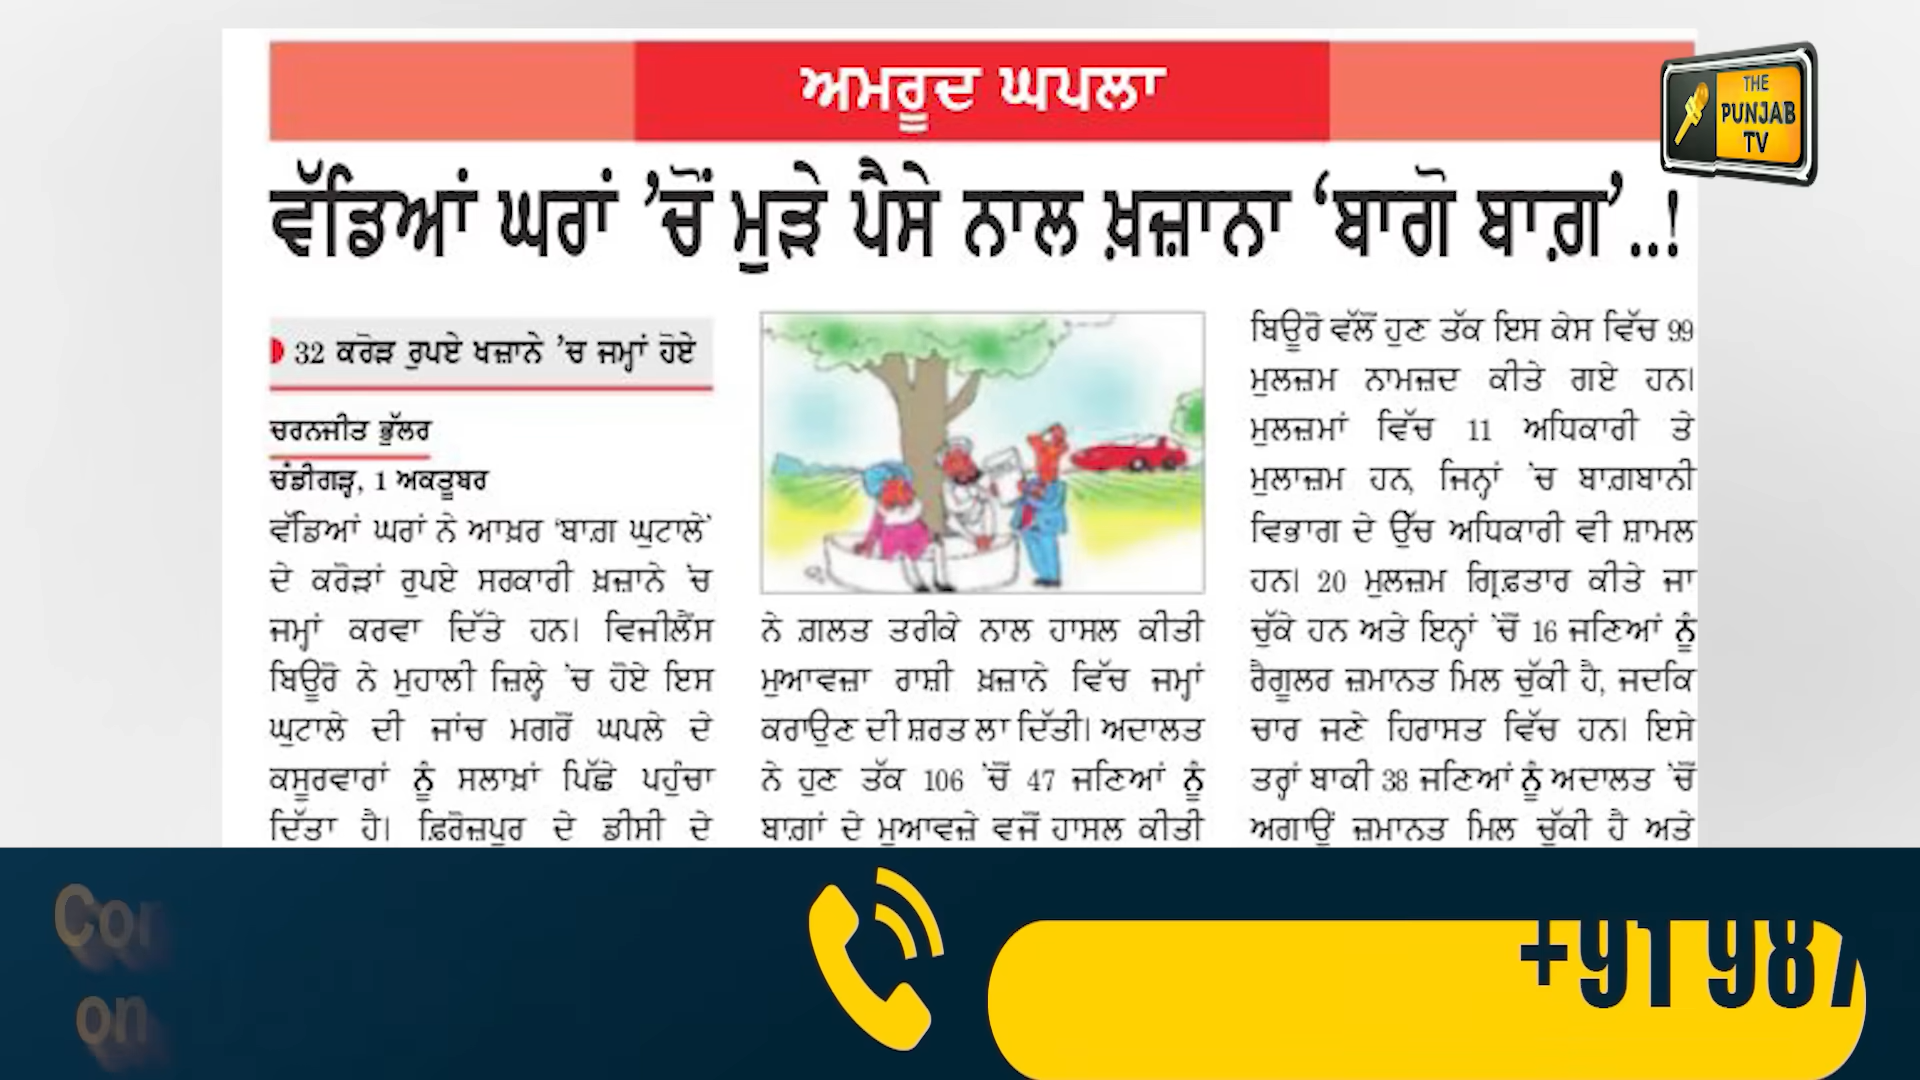 ਅਮਰੂਦ ਘਪਲਾ
THE
PUNJAB
TV
ਵੱਡਿਆਂ ਘਰਾਂ ’ਚੋਂ ਮੁੜੇ ਪੈਸੇ ਨਾਲ ਖ਼ਜ਼ਾਨਾ ‘ਬਾਗੋ ਬਾਗ਼’..!
32 ਕਰੋੜ ਰੁਪਏ ਖਜ਼ਾਨੇ ’ਚ ਜਮ੍ਹਾਂ ਹੋਏ
ਚਰਨਜੀਤ ਭੁੱਲਰ
ਚੰਡੀਗੜ੍ਹ, 1 ਅਕਤੂਬਰ
ਵੱਡਿਆਂ ਘਰਾਂ ਨੇ ਆਖ਼ਰ ‘ਬਾਗ਼ ਘੁਟਾਲੇ’
ਦੇ ਕਰੋੜਾਂ ਰੁਪਏ ਸਰਕਾਰੀ ਖ਼ਜ਼ਾਨੇ ’ਚ
ਜਮ੍ਹਾਂ ਕਰਵਾ ਦਿੱਤੇ ਹਨ। ਵਿਜੀਲੈਂਸ
ਬਿਊਰੋ ਨੇ ਮੁਹਾਲੀ ਜ਼ਿਲ੍ਹੇ ’ਚ ਹੋਏ ਇਸ
ਘੁਟਾਲੇ ਦੀ ਜਾਂਚ ਮਗਰੋਂ ਘਪਲੇ ਦੇ
ਕਸੂਰਵਾਰਾਂ ਨੂੰ ਸਲਾਖ਼ਾਂ ਪਿੱਛੇ ਪਹੁੰਚਾ
ਦਿੱਤਾ ਹੈ। ਫ਼ਿਰੋਜ਼ਪੁਰ ਦੇ ਡੀਸੀ ਦੇ
ਨੇ ਗ਼ਲਤ ਤਰੀਕੇ ਨਾਲ ਹਾਸਲ ਕੀਤੀ
ਮੁਆਵਜ਼ਾ ਰਾਸ਼ੀ ਖ਼ਜ਼ਾਨੇ ਵਿੱਚ ਜਮ੍ਹਾਂ
ਕਰਾਉਣ ਦੀ ਸ਼ਰਤ ਲਾ ਦਿੱਤੀ। ਅਦਾਲਤ
ਨੇ ਹੁਣ ਤੱਕ 106 ’ਚੋਂ 47 ਜਣਿਆਂ ਨੂੰ
ਬਾਗ਼ਾਂ ਦੇ ਮੁਆਵਜ਼ੇ ਵਜੋਂ ਹਾਸਲ ਕੀਤੀ
ਬਿਊਰੋ ਵੱਲੋਂ ਹੁਣ ਤੱਕ ਇਸ ਕੇਸ ਵਿੱਚ 99
ਮੁਲਜ਼ਮ ਨਾਮਜ਼ਦ ਕੀਤੇ ਗਏ ਹਨ।
ਮੁਲਜ਼ਮਾਂ ਵਿੱਚ 11 ਅਧਿਕਾਰੀ ਤੇ
ਮੁਲਾਜ਼ਮ ਹਨ, ਜਿਨ੍ਹਾਂ ’ਚ ਬਾਗ਼ਬਾਨੀ
ਵਿਭਾਗ ਦੇ ਉੱਚ ਅਧਿਕਾਰੀ ਵੀ ਸ਼ਾਮਲ
ਹਨ। 20 ਮੁਲਜ਼ਮ ਗ੍ਰਿਫ਼ਤਾਰ ਕੀਤੇ ਜਾ
ਚੁੱਕੇ ਹਨ ਅਤੇ ਇਨ੍ਹਾਂ ’ਚੋਂ 16 ਜਣਿਆਂ ਨੂੰ
ਰੈਗੂਲਰ ਜ਼ਮਾਨਤ ਮਿਲ ਚੁੱਕੀ ਹੈ, ਜਦਕਿ
ਚਾਰ ਜਣੇ ਹਿਰਾਸਤ ਵਿੱਚ ਹਨ। ਇਸੇ
ਤਰ੍ਹਾਂ ਬਾਕੀ 38 ਜਣਿਆਂ ਨੂੰ ਅਦਾਲਤ ’ਚੋਂ
ਅਗਾਊਂ ਜ਼ਮਾਨਤ ਮਿਲ ਚੁੱਕੀ ਹੈ ਅਤੇ
on
+91 987